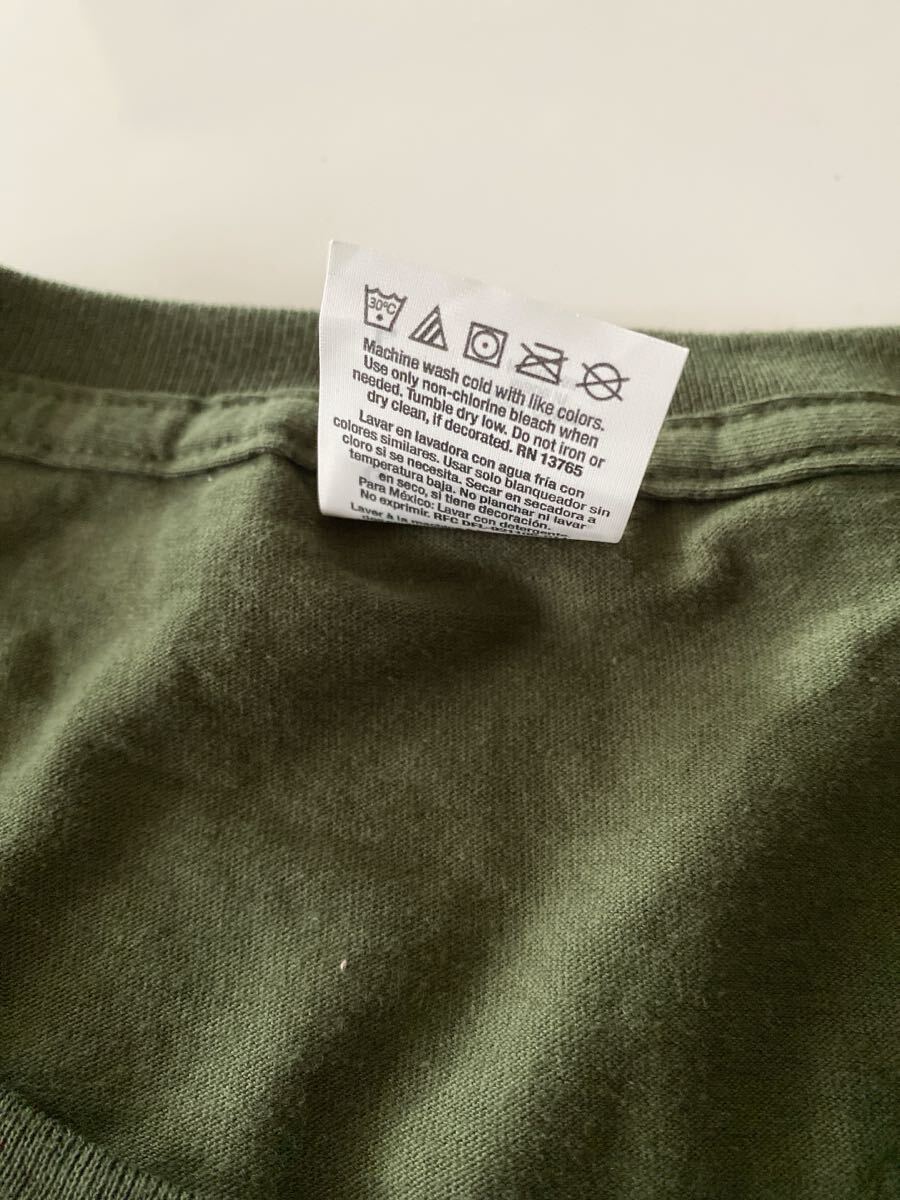 30°C
Machine wash cold with like colors.
Use only non-chlorine bleach when
needed. Tumble dry low. Do not iron or
dry clean, if decorated. RN 13765
Lavar en lavadora con agua fría con
colores similares. Usar solo blanqueador sin
cloro si se necesita. Secar en secadora a
temperatura baja. No planchar ni lavar
en seco, si tiene decoración.
Para México: Lavar con detergente.
No exprimir. RFC DFL-
Laver à la